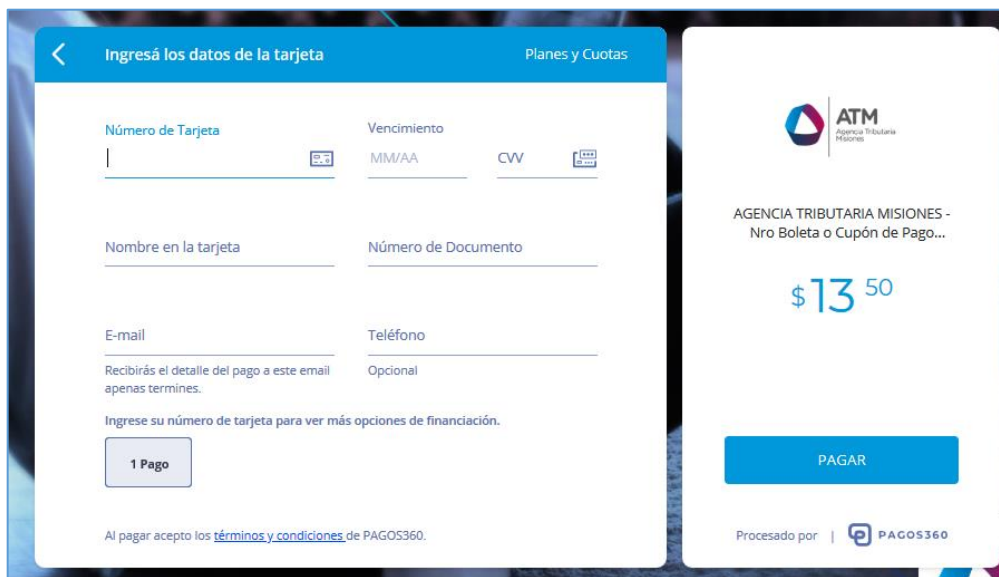 Ingresá los datos de la tarjeta
Planes y Cuotas
Número de Tarjeta
Vencimiento
MM/AA
CVV
Nombre en la tarjeta
Número de Documento
E-mail
Teléfono
Recibirás el detalle del pago a este email
apenas termines.
Opcional
Ingrese su número de tarjeta para ver más opciones de financiación.
1 Pago
Al pagar acepto los términos y condiciones de PAGOS360.
ATM
Agencia Tributaria
Misiones
AGENCIA TRIBUTARIA MISIONES -
Nro Boleta o Cupón de Pago...
$13 50
PAGAR
Procesado por | PAGOS360